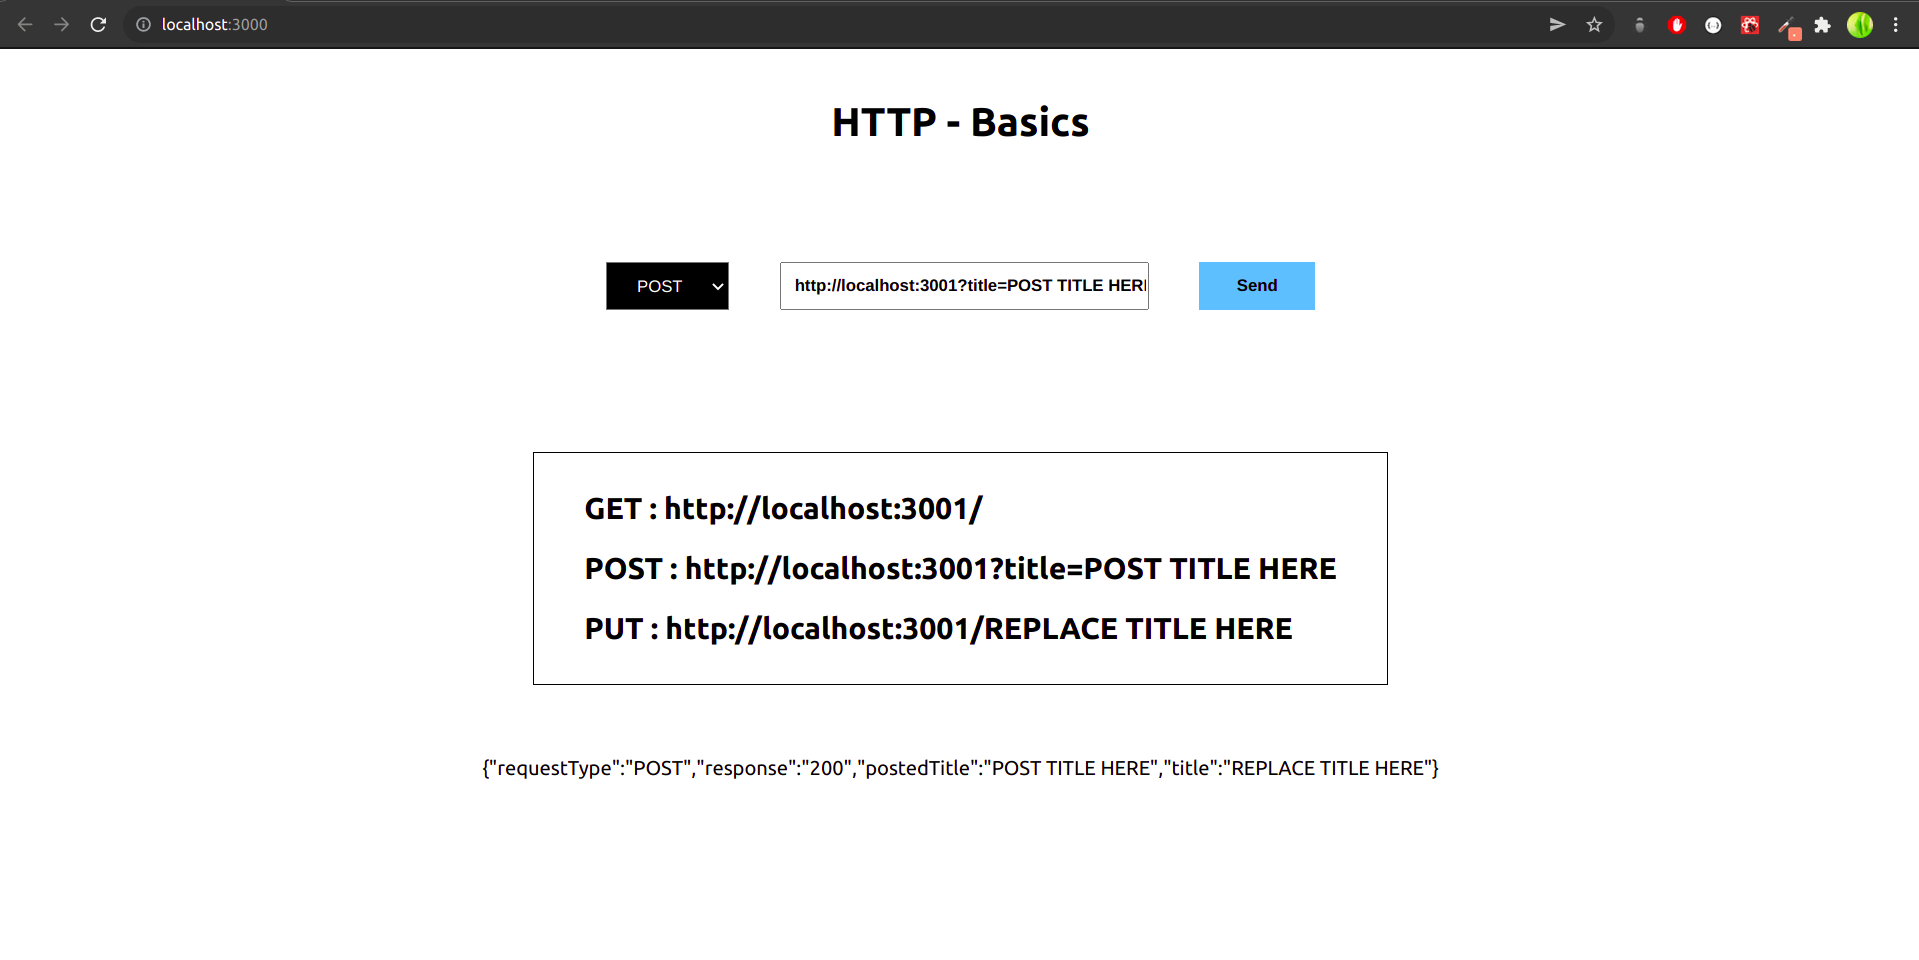 localhost:3000
HTTP - Basics
POST
http://localhost:3001?title=POST TITLE HER
Send
GET : http://localhost:3001/
POST : http://localhost:3001?title=POST TITLE HERE
PUT : http://localhost:3001/REPLACE TITLE HERE
{"requestType":"POST","response":"200","postedTitle":"POST TITLE HERE","title":"REPLACE TITLE HERE"}